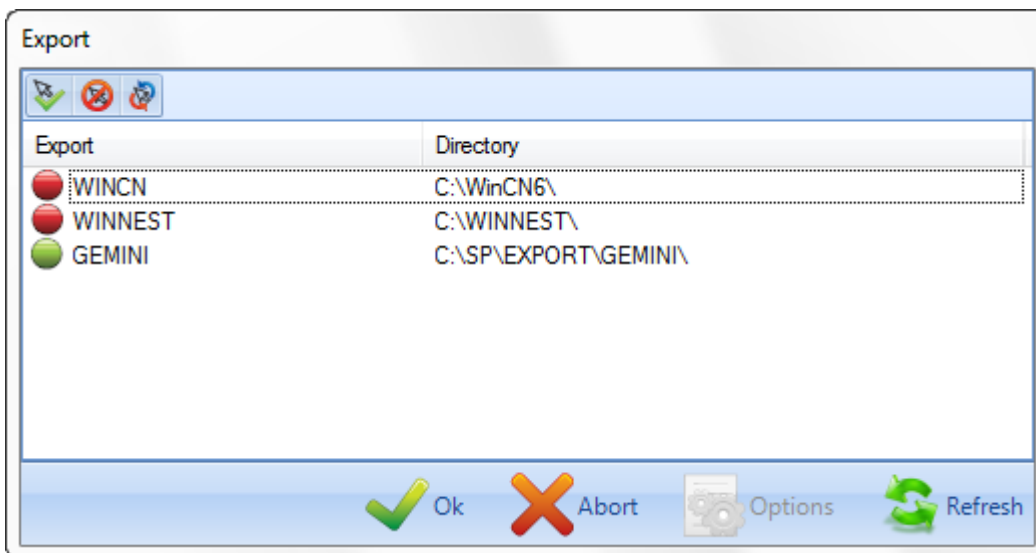 Export
Export Directory
WINCN C:\WinCN6\
WINNEST C:\WINNEST\
GEMINI C:\SP\EXPORT\GEMINI\
Ok Abort Options Refresh